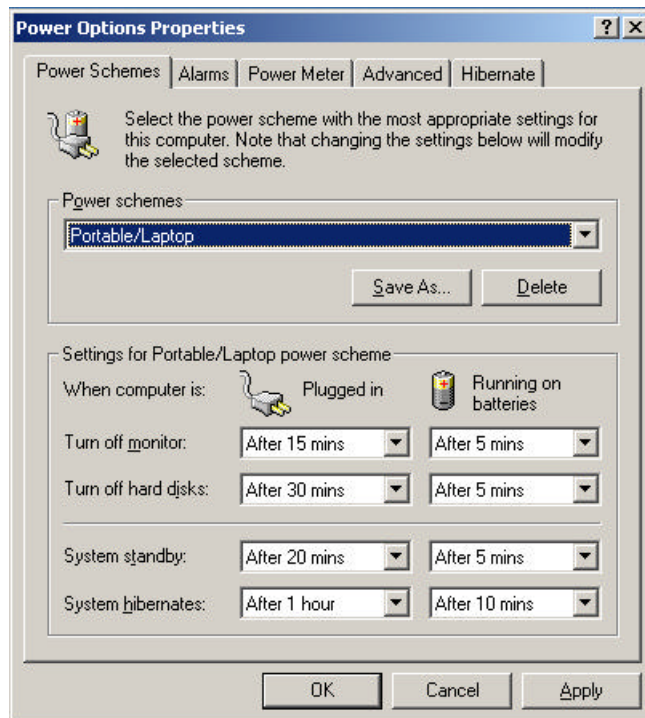 Power Options Properties
Power Schemes Alarms Power Meter Advanced Hibernate
Select the power scheme with the most appropriate settings for
this computer. Note that changing the settings below will modify
the selected scheme.
Power schemes
Portable/Laptop
Save As... Delete
Settings for Portable/Laptop power scheme
When computer is: Plugged in Running on
batteries
Turn off monitor: After 15 mins After 5 mins
Turn off hard disks: After 30 mins After 5 mins
System standby: After 20 mins After 5 mins
System hibernates: After 1 hour After 10 mins
OK Cancel Apply